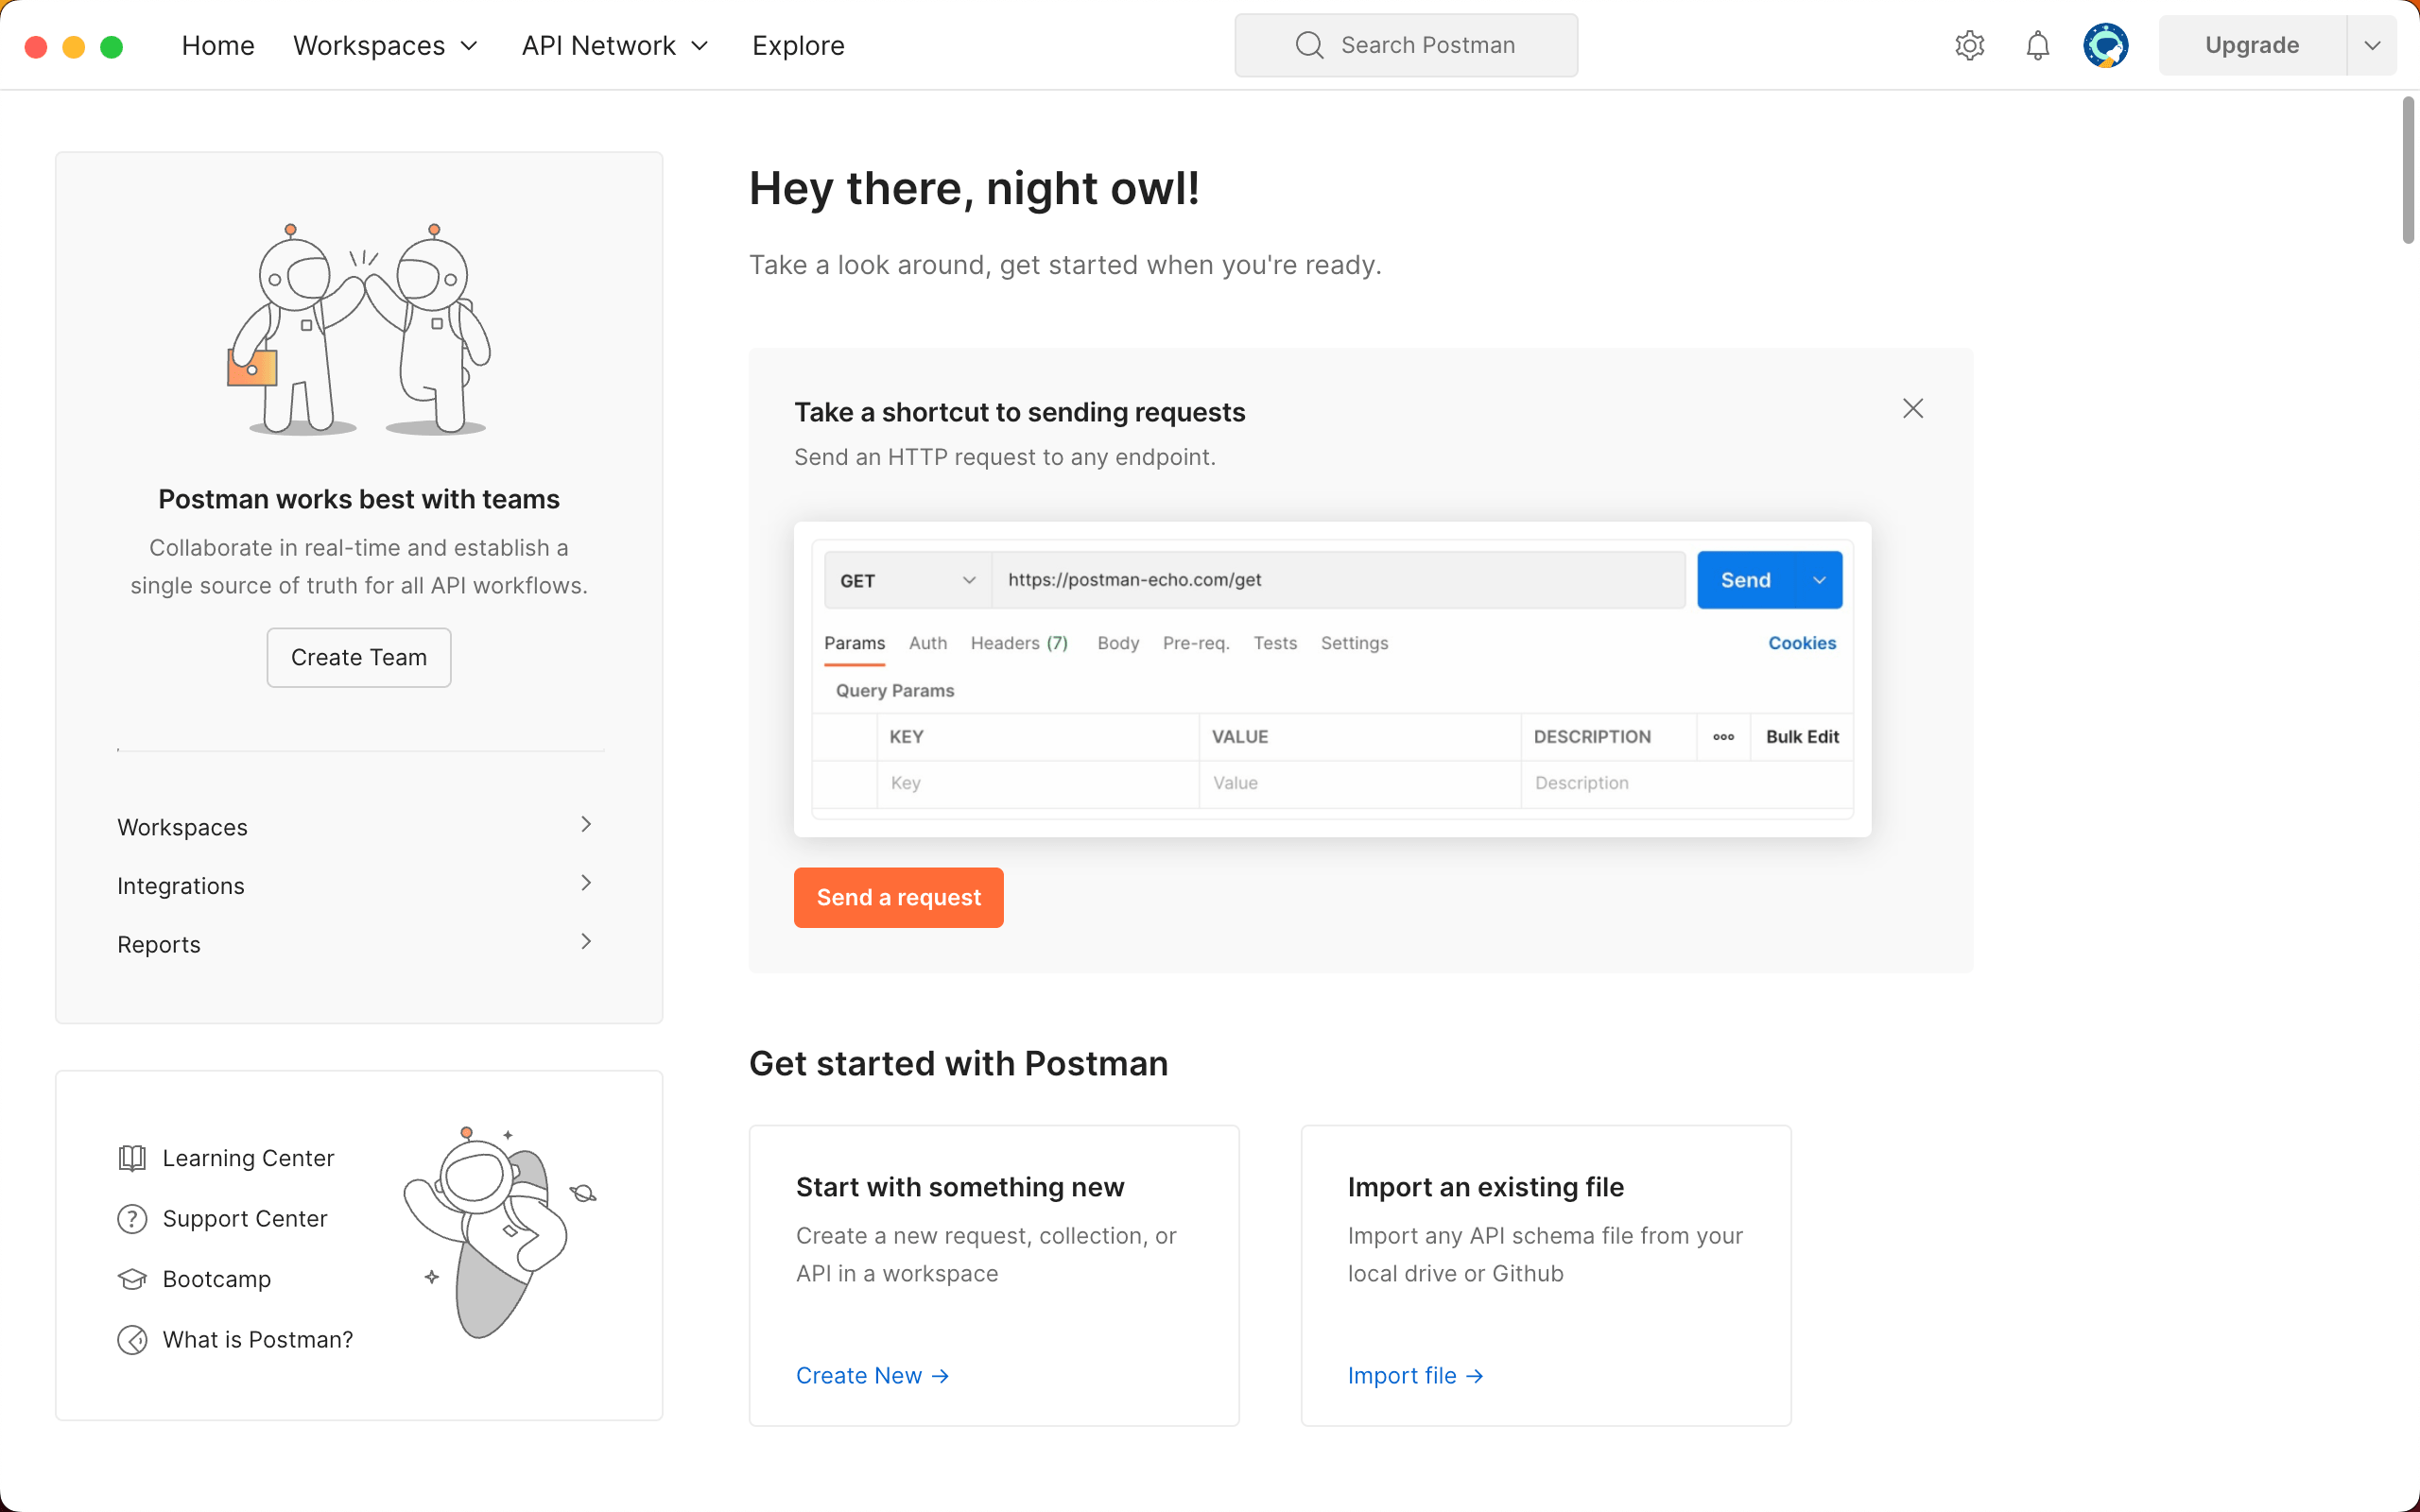 Home Workspaces API Network Explore Search Postman Upgrade
Postman works best with teams
Collaborate in real-time and establish a
single source of truth for all API workflows.
Create Team
Workspaces
Integrations
Reports
Learning Center
Support Center
Bootcamp
What is Postman?
Hey there, night owl!
Take a look around, get started when you're ready.
Take a shortcut to sending requests
Send an HTTP request to any endpoint.
GET https://postman-echo.com/get Send
Params Auth Headers (7) Body Pre-req. Tests Settings Cookies
Query Params
KEY VALUE DESCRIPTION Bulk Edit
Key Value Description
Send a request
Get started with Postman
Start with something new
Create a new request, collection, or
API in a workspace
Create New →
Import an existing file
Import any API schema file from your
local drive or Github
Import file →